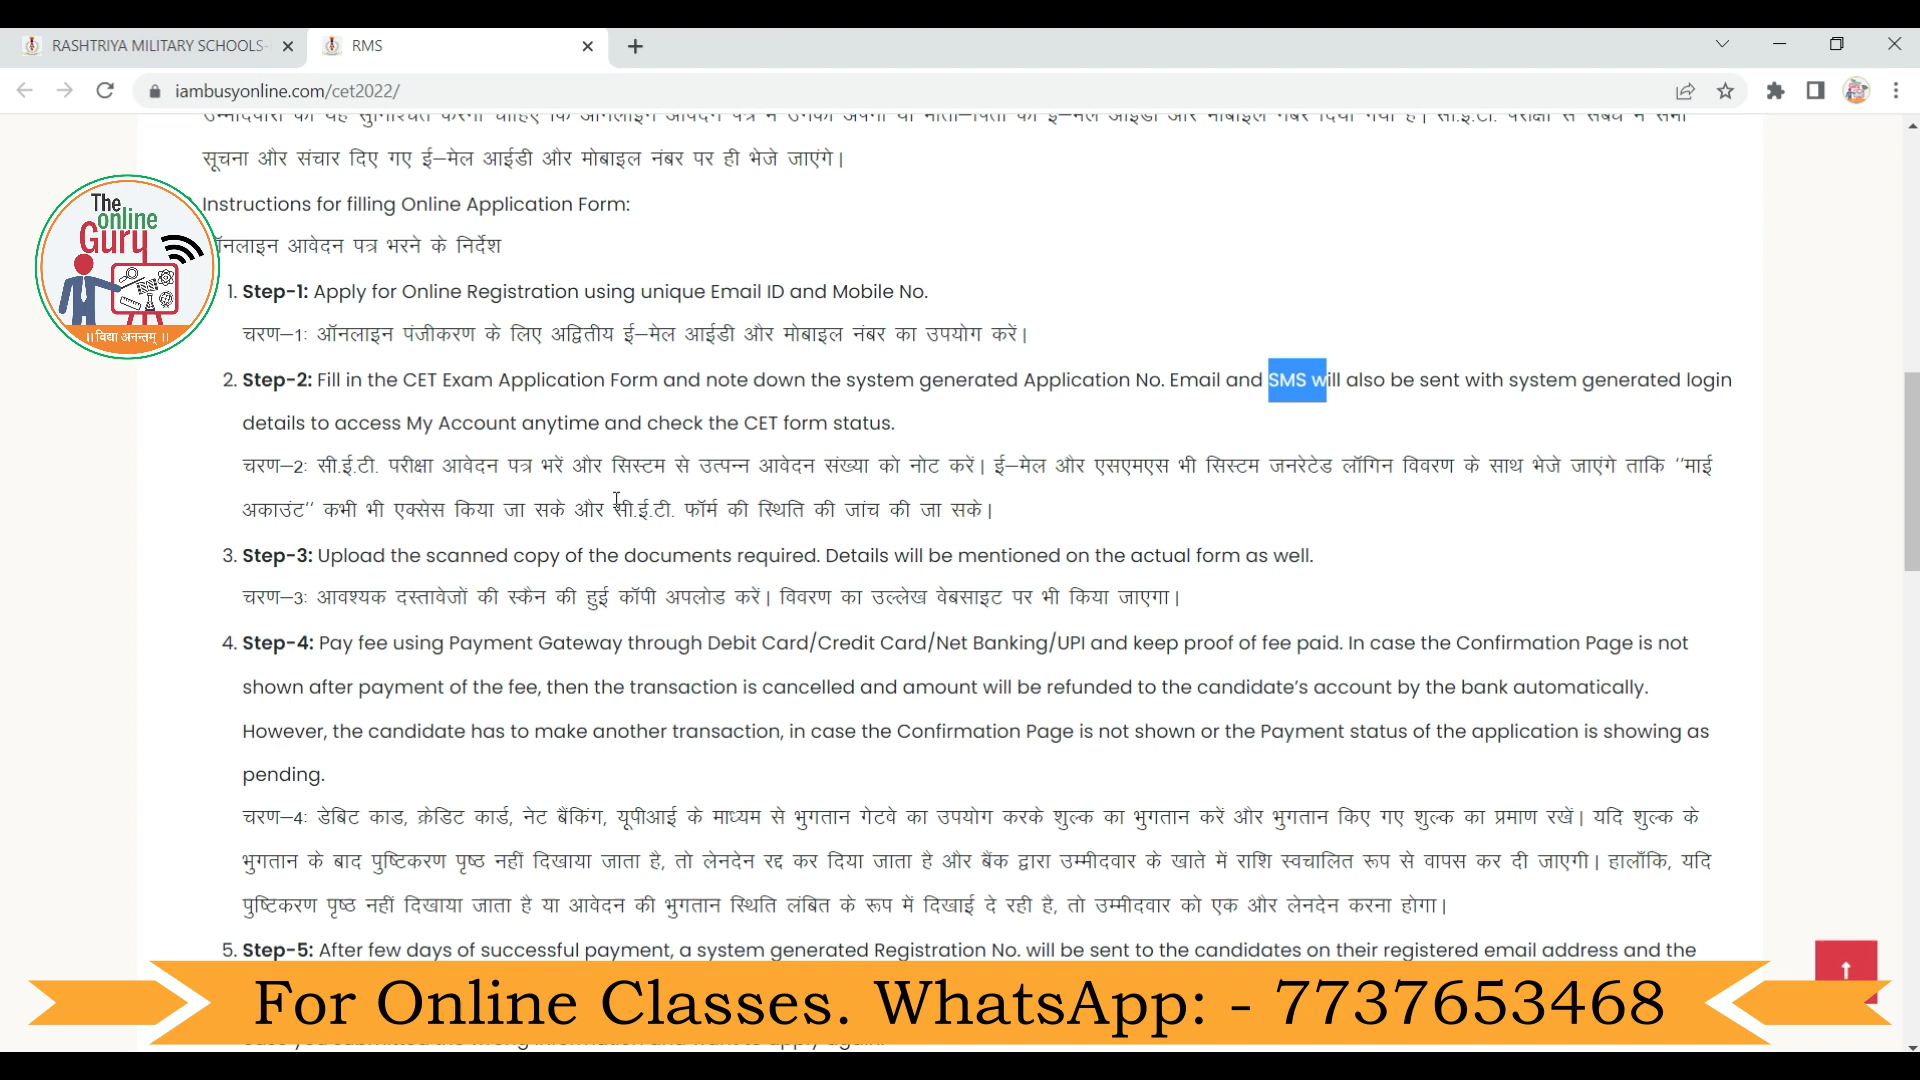 RASHTRIYA MILITARY SCHOOLS-
RMS
iambusyonline.com/cet2022/
सूचना और संचार दिए गए ई–मेल आईडी और मोबाइल नंबर पर ही भेजे जाएंगे।
The
online
Guru
।। विद्या अनन्तम् ।।
Instructions for filling Online Application Form:
आवेदन पत्र भरने के निर्देश
1. Step-1: Apply for Online Registration using unique Email ID and Mobile No.
चरण–1: ऑनलाइन पंजीकरण के लिए अद्वितीय ई–मेल आईडी और मोबाइल नंबर का उपयोग करें।
2. Step-2: Fill in the CET Exam Application Form and note down the system generated Application No. Email and SMS will also be sent with system generated login
details to access My Account anytime and check the CET form status.
चरण–2: सी.ई.टी. परीक्षा आवेदन पत्र भरें और सिस्टम से उत्पन्न आवेदन संख्या को नोट करें। ई–मेल और एसएमएस भी सिस्टम जनरेटेड लॉगिन विवरण के साथ भेजे जाएंगे ताकि ‘‘माई
अकाउंट’’ कभी भी एक्सेस किया जा सके और सी.ई.टी. फॉर्म की स्थिति की जांच की जा सके।
3. Step-3: Upload the scanned copy of the documents required. Details will be mentioned on the actual form as well.
चरण–3: आवश्यक दस्तावेजों की स्कैन की हुई कॉपी अपलोड करें। विवरण का उल्लेख वेबसाइट पर भी किया जाएगा।
4. Step-4: Pay fee using Payment Gateway through Debit Card/Credit Card/Net Banking/UPI and keep proof of fee paid. In case the Confirmation Page is not
shown after payment of the fee, then the transaction is cancelled and amount will be refunded to the candidate’s account by the bank automatically.
However, the candidate has to make another transaction, in case the Confirmation Page is not shown or the Payment status of the application is showing as
pending.
चरण–4: डेबिट काड, क्रेडिट कार्ड, नेट बैंकिंग, यूपीआई के माध्यम से भुगतान गेटवे का उपयोग करके शुल्क का भुगतान करें और भुगतान किए गए शुल्क का प्रमाण रखें। यदि शुल्क के
भुगतान के बाद पुष्टिकरण पृष्ठ नहीं दिखाया जाता है, तो लेनदेन रद्द कर दिया जाता है और बैंक द्वारा उम्मीदवार के खाते में राशि स्वचालित रूप से वापस कर दी जाएगी। हालाँकि, यदि
पुष्टिकरण पृष्ठ नहीं दिखाया जाता है या आवेदन की भुगतान स्थिति लंबित के रूप में दिखाई दे रही है, तो उम्मीदवार को एक और लेनदेन करना होगा।
5. Step-5: After few days of successful payment, a system generated Registration No. will be sent to the candidates on their registered email address and the
For Online Classes. WhatsApp: - 7737653468